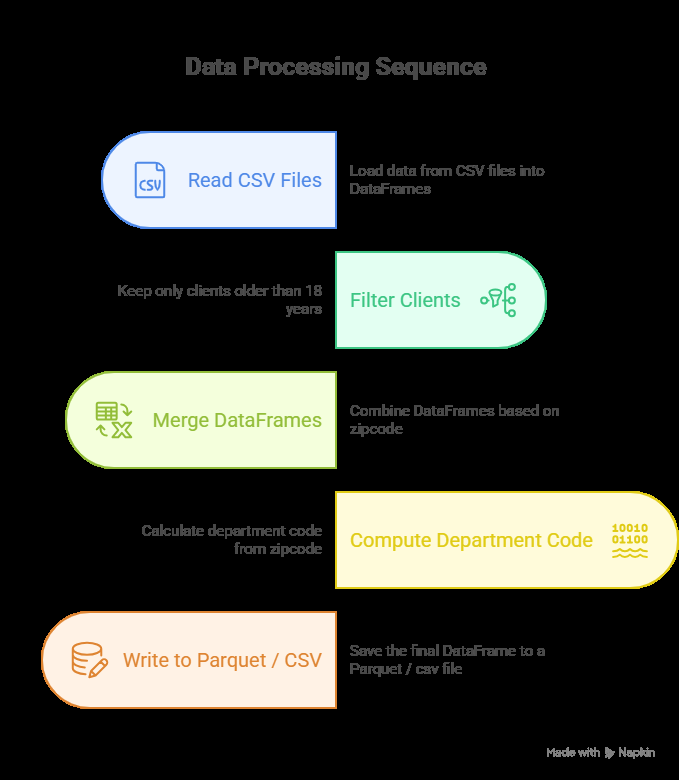 Data Processing Sequence
CSV
Read CSV Files
Load data from CSV files into
DataFrames
Keep only clients older than 18
years
Filter Clients
Merge DataFrames
Combine DataFrames based on
zipcode
Calculate department code
from zipcode
Compute Department Code
10010
01100
Write to Parquet / CSV
Save the final DataFrame to a
Parquet / csv file
Made with Napkin